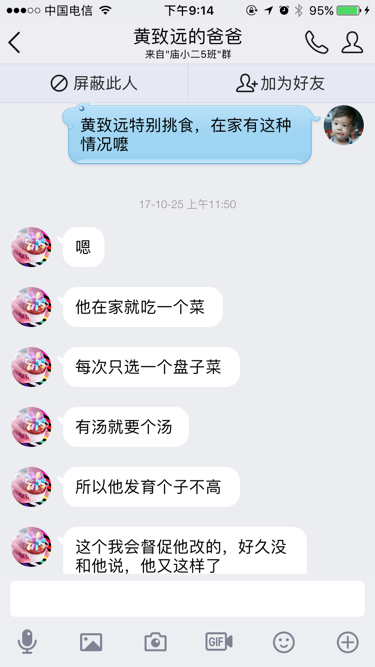 中国电信
下午9:14
95%
黄致远的爸爸
来自"庙小二5班"群
屏蔽此人
加为好友
黄致远特别挑食，在家有这种
情况嚒
17-10-25 上午11:50
嗯
他在家就吃一个菜
每次只选一个盘子菜
有汤就要个汤
所以他发育个子不高
这个我会督促他改的，好久没
和他说，他又这样了
GIF